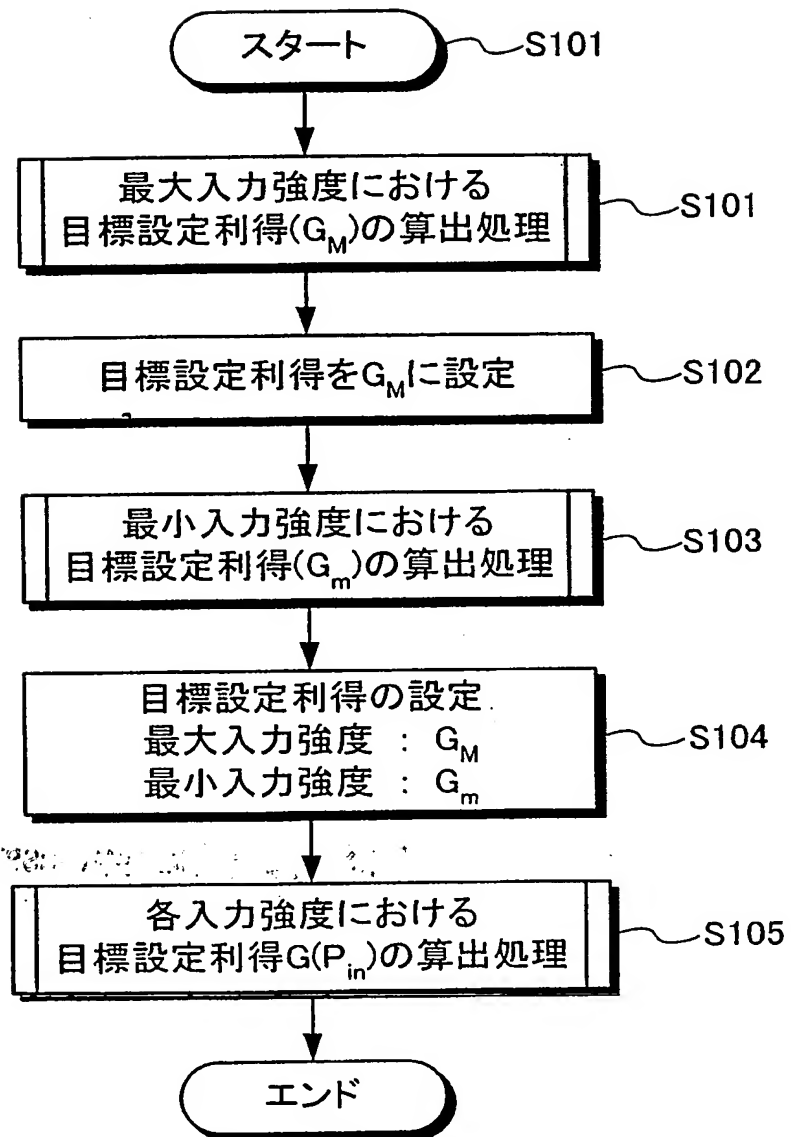 スタート
S101
最大入力強度における
目標設定利得(GM)の算出処理
S101
目標設定利得をGMに設定
S102
最小入力強度における
目標設定利得(Gm)の算出処理
S103
目標設定利得の設定
最大入力強度 : GM
最小入力強度 : Gm
S104
各入力強度における
目標設定利得G(Pin)の算出処理
S105
エンド